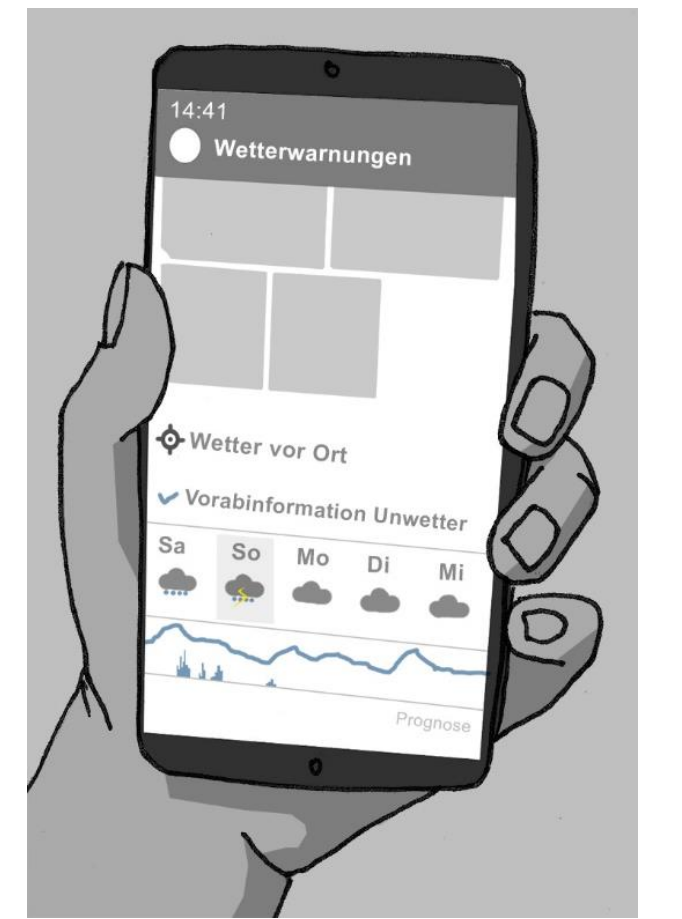 14:41
Wetterwarnungen
Wetter vor Ort
Vorabinformation Unwetter
Sa So Mo Di Mi
Prognose